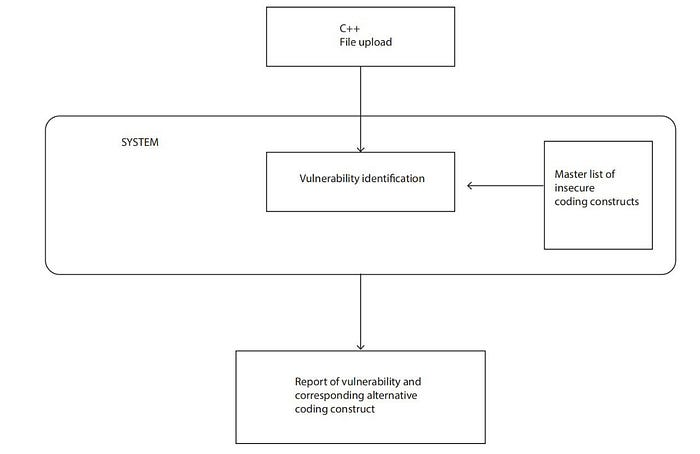 C++
File upload
SYSTEM
Vulnerability identification
Master list of
insecure
coding constructs
Report of vulnerability and
corresponding alternative
coding construct